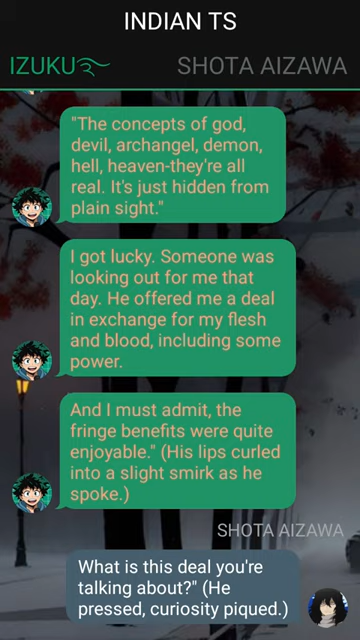 INDIAN TS
IZUKU SHOTA AIZAWA
"The concepts of god,
devil, archangel, demon,
hell, heaven-they're all
real. It's just hidden from
plain sight."
I got lucky. Someone was
looking out for me that
day. He offered me a deal
in exchange for my flesh
and blood, including some
power.
And I must admit, the
fringe benefits were quite
enjoyable." (His lips curled
into a slight smirk as he
spoke.)
SHOTA AIZAWA
What is this deal you're
talking about?" (He
pressed, curiosity piqued.)